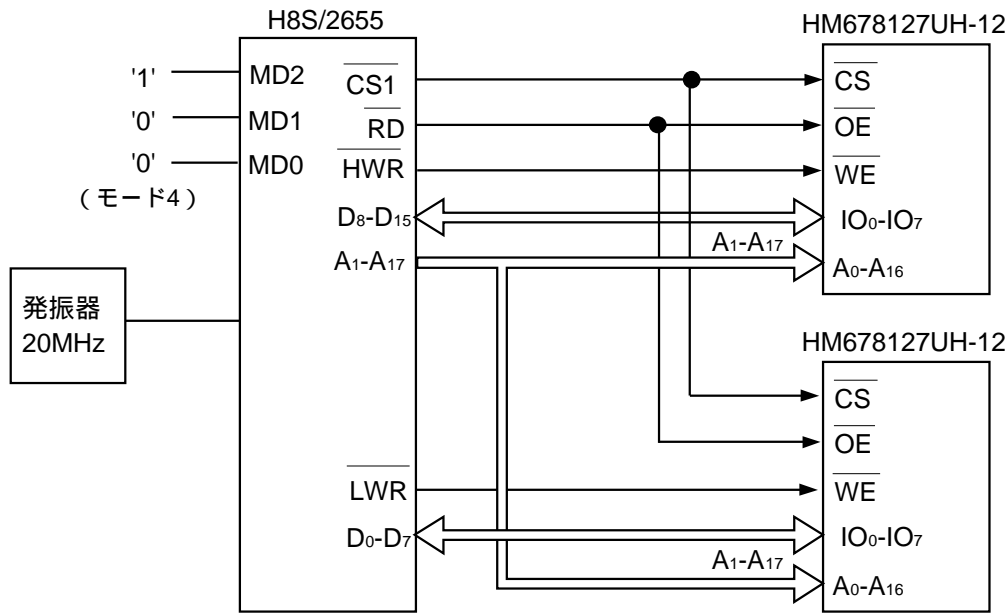 H8S/2655
'1'
'0'
'0'
(モード4)
MD2
MD1
MD0
CS1
RD
HWR
D8-D15
A1-A17
LWR
D0-D7
発振器
20MHz
HM678127UH-12
CS
OE
WE
IO0-IO7
A1-A17
A0-A16
HM678127UH-12
CS
OE
WE
IO0-IO7
A1-A17
A0-A16